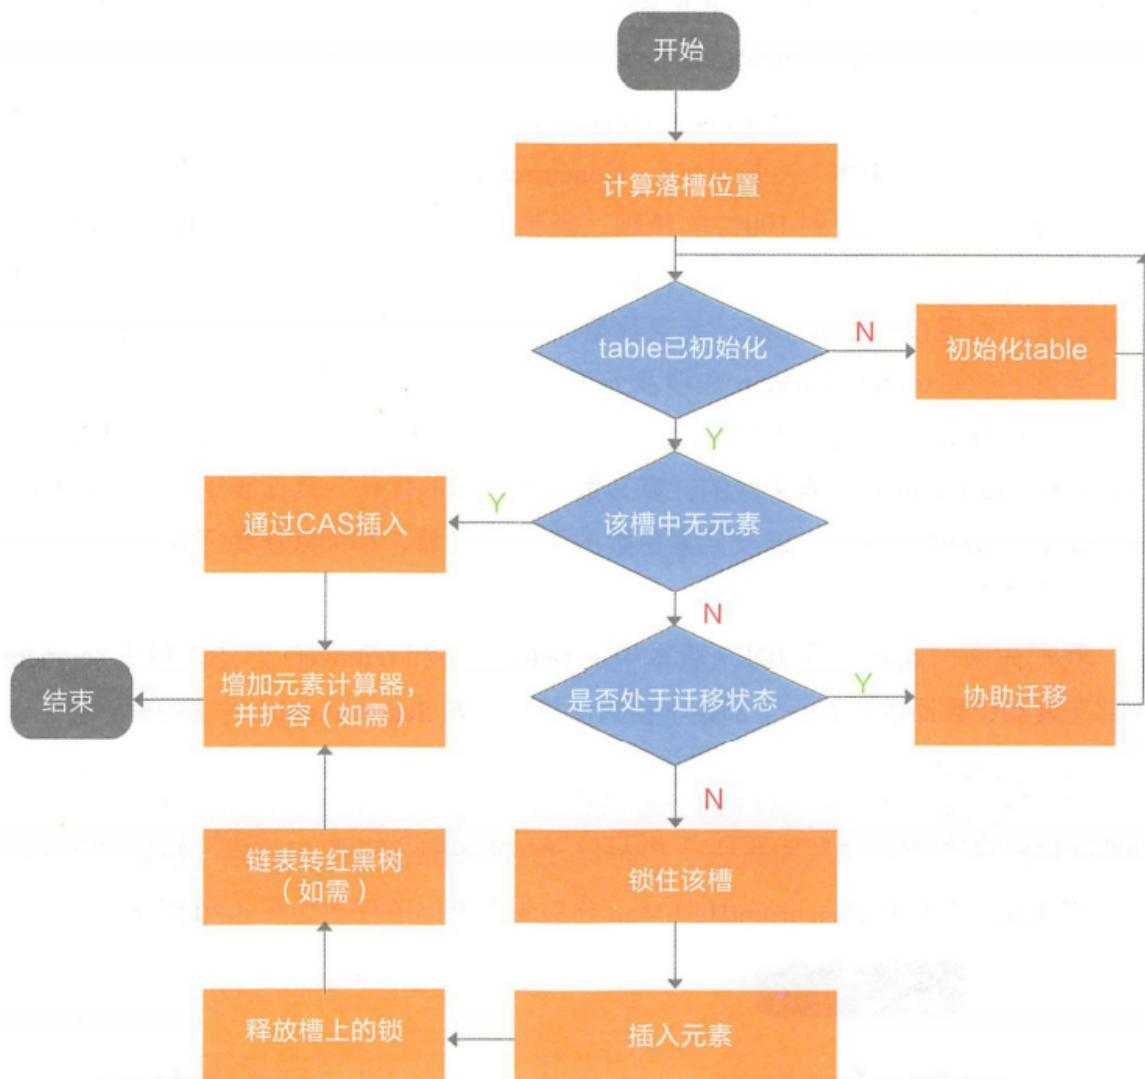 开始
计算落槽位置
table已初始化
N
初始化table
Y
该槽中无元素
Y
通过CAS插入
N
是否处于迁移状态
Y
协助迁移
增加元素计算器，
并扩容（如需）
结束
N
锁住该槽
链表转红黑树
（如需）
插入元素
释放槽上的锁